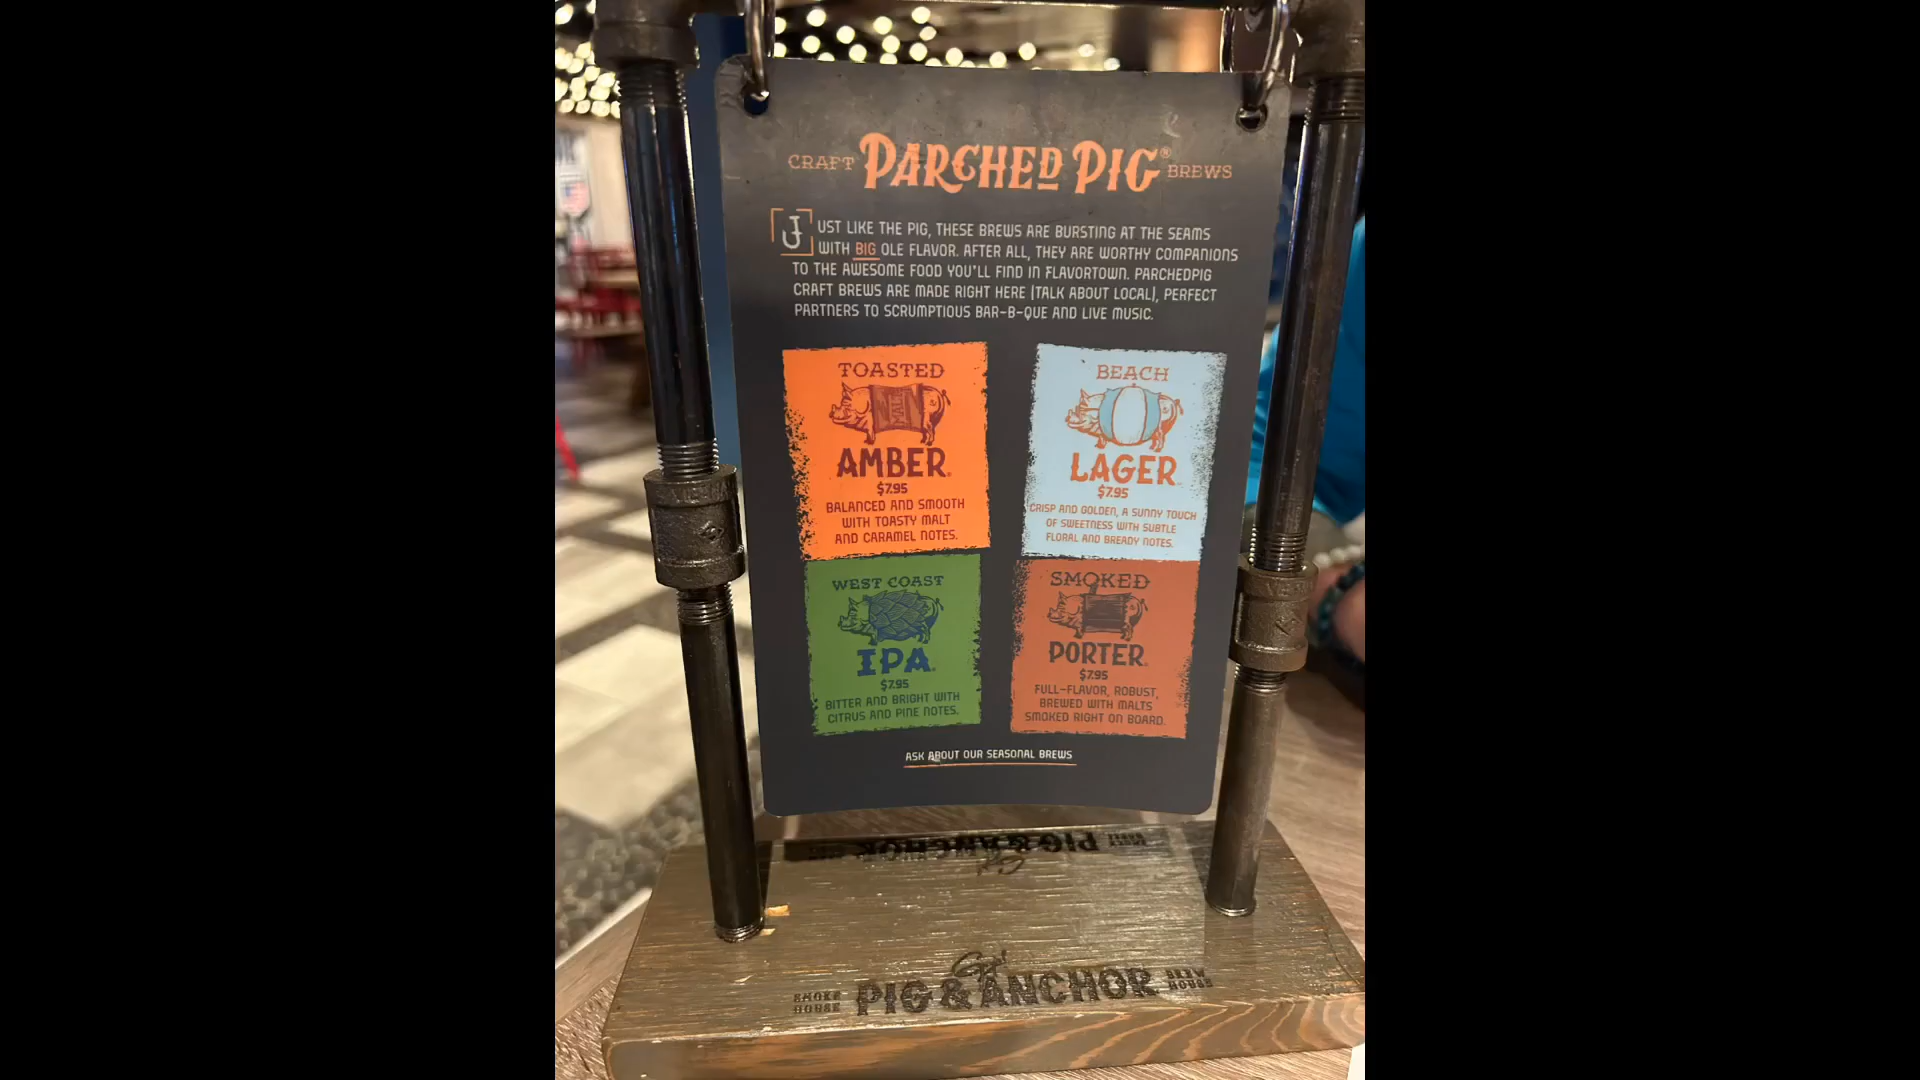 CRAFT PARCHED PIG® BREWS
JUST LIKE THE PIG, THESE BREWS ARE BURSTING AT THE SEAMS
WITH BIG OLE FLAVOR. AFTER ALL, THEY ARE WORTHY COMPANIONS
TO THE AWESOME FOOD YOU'LL FIND IN FLAVORTOWN. PARCHEDPIG
CRAFT BREWS ARE MADE RIGHT HERE (TALK ABOUT LOCAL), PERFECT
PARTNERS TO SCRUMPTIOUS BAR-B-QUE AND LIVE MUSIC.
TOASTED
MALT
AMBER.
$7.95
BALANCED AND SMOOTH
WITH TOASTY MALT
AND CARAMEL NOTES.
BEACH
LAGER
$7.95
CRISP AND GOLDEN, A SUNNY TOUCH
OF SWEETNESS WITH SUBTLE
FLORAL AND BREADY NOTES.
WEST COAST
IPA.
$7.95
BITTER AND BRIGHT WITH
CITRUS AND PINE NOTES.
SMOKED
PORTER.
$7.95
FULL-FLAVOR, ROBUST,
BREWED WITH MALTS
SMOKED RIGHT ON BOARD.
ASK ABOUT OUR SEASONAL BREWS
PIG & ANCHOR
Guy's
SMOKE HOUSE PIG & ANCHOR BREW HOUSE